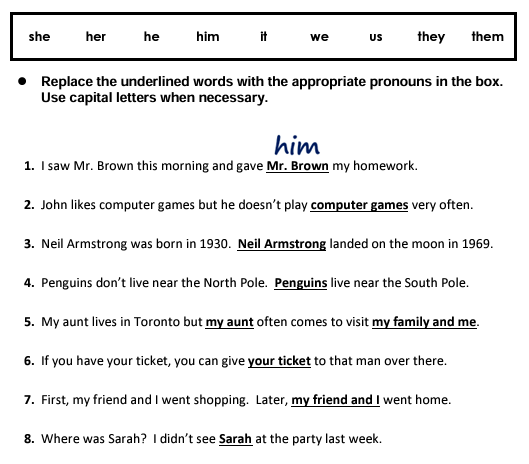 she her he him it we us they them
● Replace the underlined words with the appropriate pronouns in the box.
Use capital letters when necessary.
him
1. I saw Mr. Brown this morning and gave Mr. Brown my homework.
2. John likes computer games but he doesn’t play computer games very often.
3. Neil Armstrong was born in 1930. Neil Armstrong landed on the moon in 1969.
4. Penguins don’t live near the North Pole. Penguins live near the South Pole.
5. My aunt lives in Toronto but my aunt often comes to visit my family and me.
6. If you have your ticket, you can give your ticket to that man over there.
7. First, my friend and I went shopping. Later, my friend and I went home.
8. Where was Sarah? I didn’t see Sarah at the party last week.